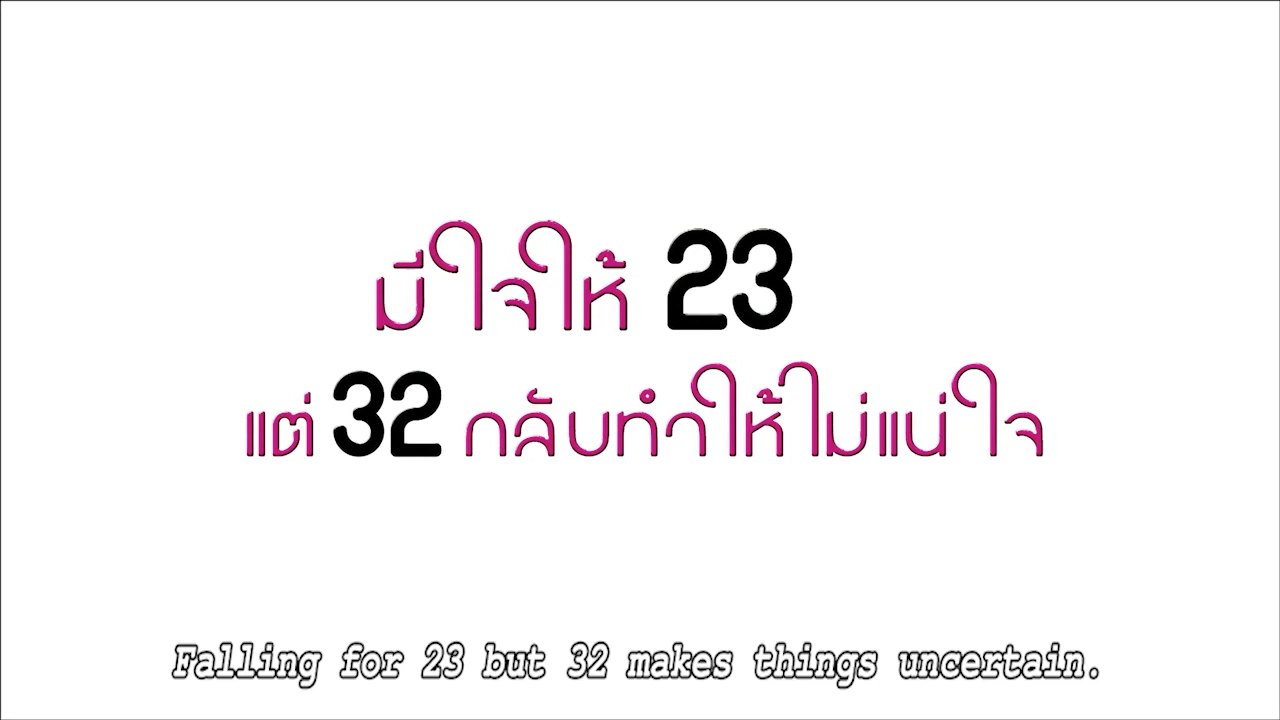 มีใจให้ 23
แต่ 32 กลับทำให้ไม่แน่ใจ
Falling for 23 but 32 makes things uncertain.